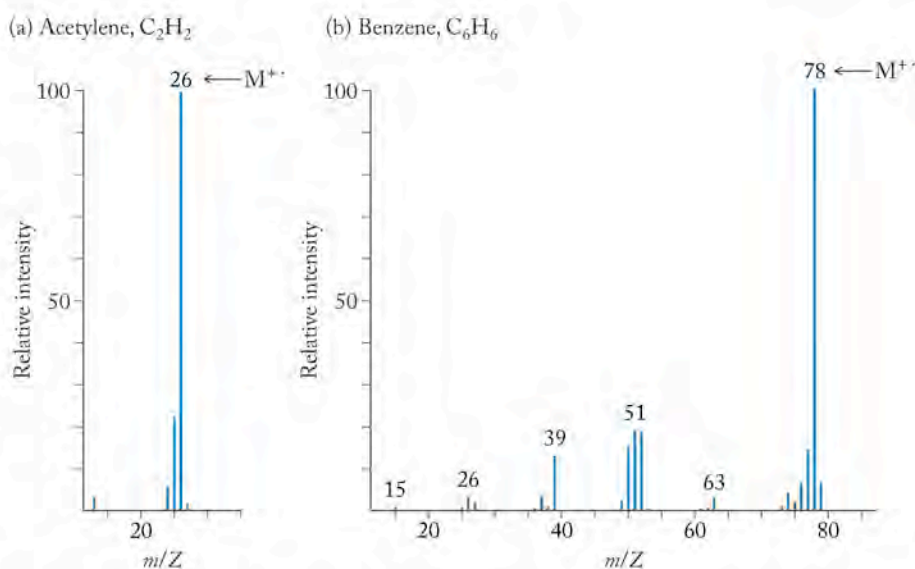 (a) Acetylene, C₂H₂
26 ←M⁺·
100
50
Relative intensity
20
m/Z
(b) Benzene, C₆H₆
78 ←M⁺·
100
50
Relative intensity
15
26
39
51
63
20 40 60 80
m/Z